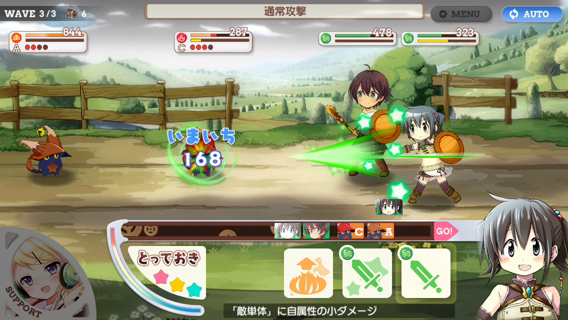 WAVE 3/3 6
通常攻撃
MENU
AUTO
844
A
287
C
478
323
いまいち
168
C
A
GO!
とっておき
SUPPORT
「敵単体」に自属性の小ダメージ